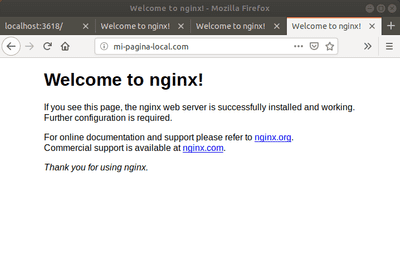 Welcome to nginx! - Mozilla Firefox
localhost:3618/
Welcome to nginx!
Welcome to nginx!
Welcome to nginx!
mi-pagina-local.com
Welcome to nginx!
If you see this page, the nginx web server is successfully installed and working.
Further configuration is required.
For online documentation and support please refer to nginx.org.
Commercial support is available at nginx.com.
Thank you for using nginx.